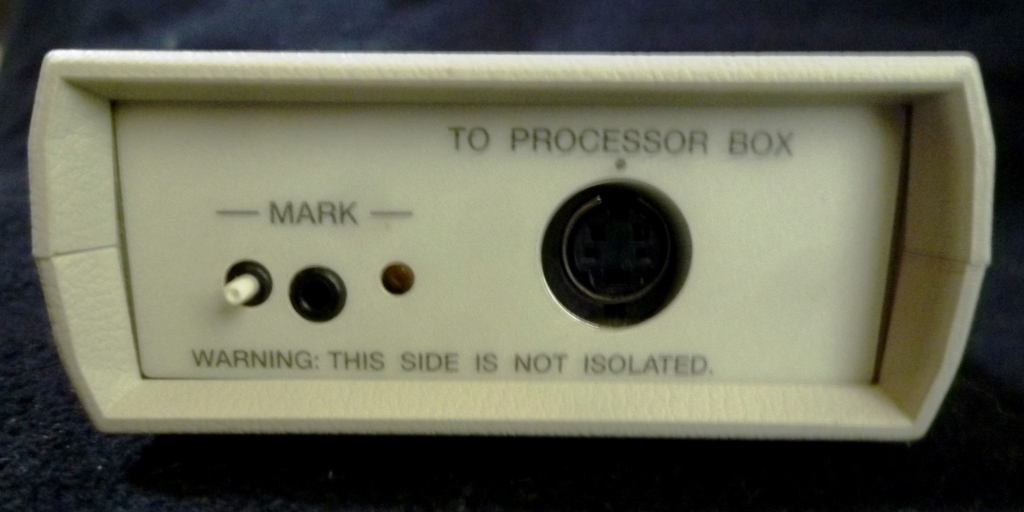 TO PROCESSOR BOX
— MARK —
WARNING: THIS SIDE IS NOT ISOLATED.